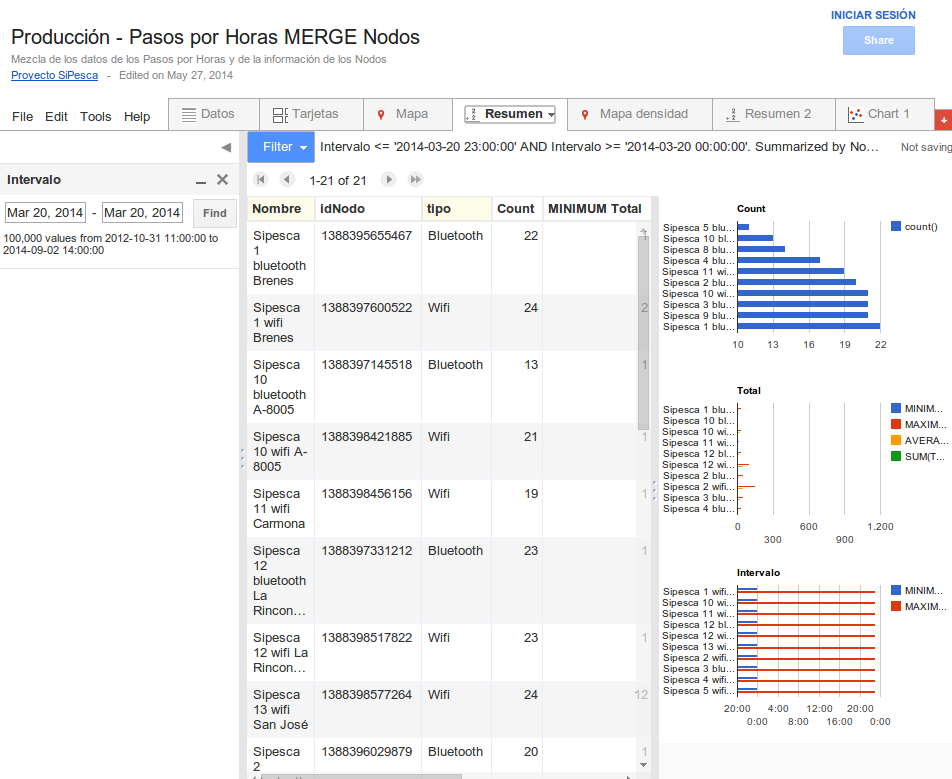 INICIAR SESIÓN
Producción - Pasos por Horas MERGE Nodos
Share
Mezcla de los datos de los Pasos por Horas y de la información de los Nodos
Proyecto SiPesca - Edited on May 27, 2014
File Edit Tools Help Datos Tarjetas Mapa Resumen Mapa densidad Resumen 2 Chart 1 +
Filter Intervalo <= '2014-03-20 23:00:00' AND Intervalo >= '2014-03-20 00:00:00'. Summarized by No... Not saving
Intervalo
1-21 of 21
Mar 20, 2014 - Mar 20, 2014 Find
100,000 values from 2012-10-31 11:00:00 to
2014-09-02 14:00:00
Nombre idNodo tipo Count MINIMUM Total
Sipesca 1388395655467 Bluetooth 22 1
1
bluetooth
Brenes
Sipesca 1388397600522 Wifi 24 2
1 wifi
Brenes
Sipesca 1388397145518 Bluetooth 13 1
10
bluetooth
A-8005
Sipesca 1388398421885 Wifi 21 1
10 wifi A-
8005
Sipesca 1388398456156 Wifi 19 1
11 wifi
Carmona
Sipesca 1388397331212 Bluetooth 23 1
12
bluetooth
La
Rincon...
Sipesca 1388398517822 Wifi 23 1
12 wifi La
Rincon...
Sipesca 1388398577264 Wifi 24 12
13 wifi
San José
Sipesca 1388396029879 Bluetooth 20 1
2
Count
Sipesca 5 blu... count()
Sipesca 10 bl...
Sipesca 8 blu...
Sipesca 4 blu...
Sipesca 11 wi...
Sipesca 2 blu...
Sipesca 10 wi...
Sipesca 3 blu...
Sipesca 9 blu...
Sipesca 1 blu...
10 13 16 19 22
Total
Sipesca 1 blu... MINIM...
Sipesca 10 bl... MAXIM...
Sipesca 10 wi... AVERA...
Sipesca 11 wi... SUM(T...
Sipesca 12 bl...
Sipesca 12 wi...
Sipesca 2 blu...
Sipesca 2 wifi...
Sipesca 3 blu...
Sipesca 4 blu...
0 600 1.200
300 900
Intervalo
Sipesca 1 wifi... MINIM...
Sipesca 10 wi... MAXIM...
Sipesca 11 wi...
Sipesca 12 bl...
Sipesca 12 wi...
Sipesca 13 wi...
Sipesca 2 wifi...
Sipesca 3 blu...
Sipesca 4 wifi...
Sipesca 5 wifi...
20:00 4:00 12:00 20:00
0:00 8:00 16:00 0:00